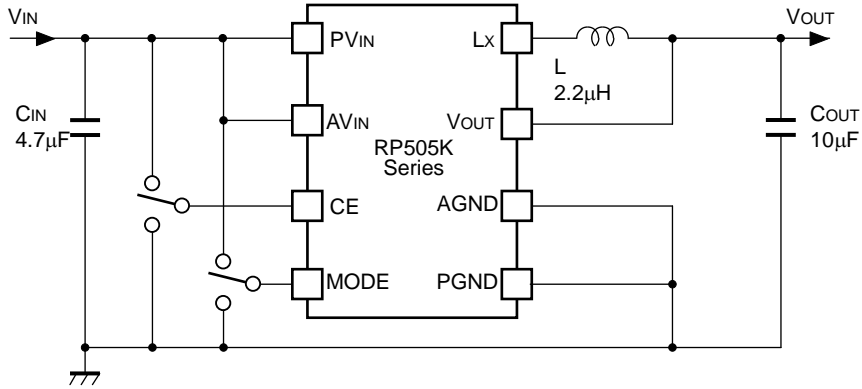 VIN
PVIN
LX
VOUT
L
2.2μH
CIN
4.7μF
AVIN
VOUT
COUT
10μF
RP505K
Series
CE
AGND
MODE
PGND